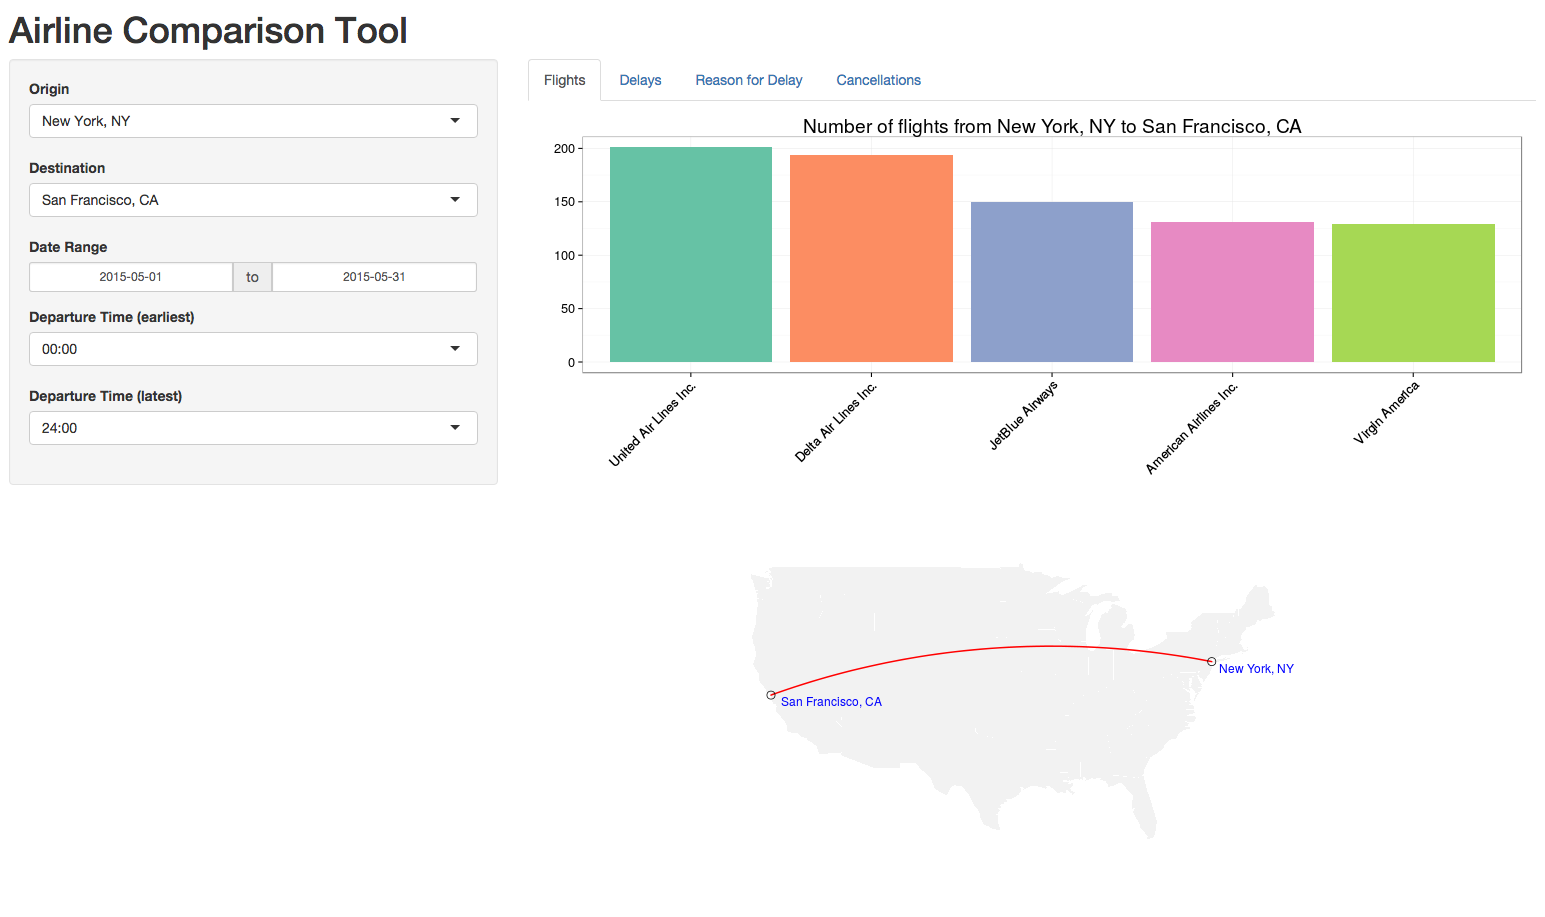 Airline Comparison Tool
Origin
New York, NY
Destination
San Francisco, CA
Date Range
2015-05-01 to 2015-05-31
Departure Time (earliest)
00:00
Departure Time (latest)
24:00
Flights Delays Reason for Delay Cancellations
Number of flights from New York, NY to San Francisco, CA
200
150
100
50
0
United Air Lines Inc.
Delta Air Lines Inc.
JetBlue Airways
American Airlines Inc.
Virgin America
New York, NY
San Francisco, CA